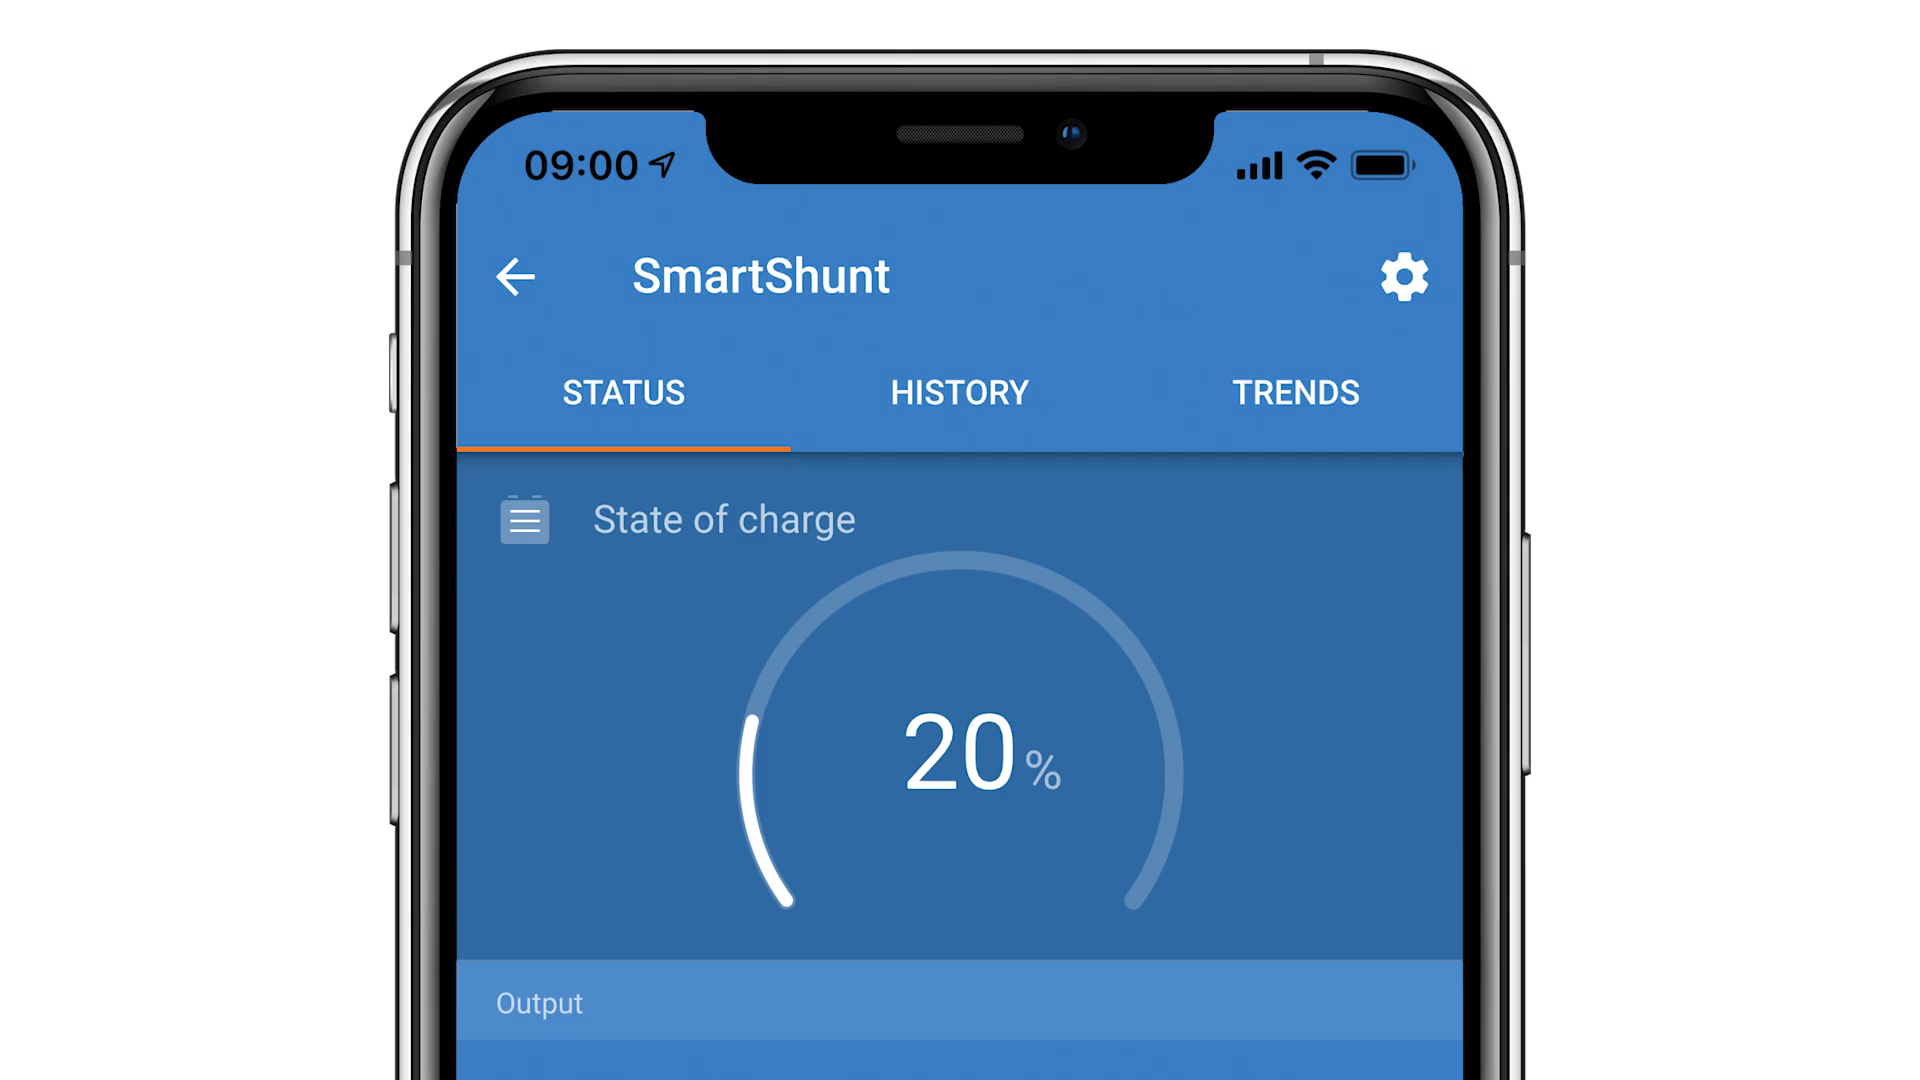 09:00
SmartShunt
STATUS HISTORY TRENDS
State of charge
20%
Output